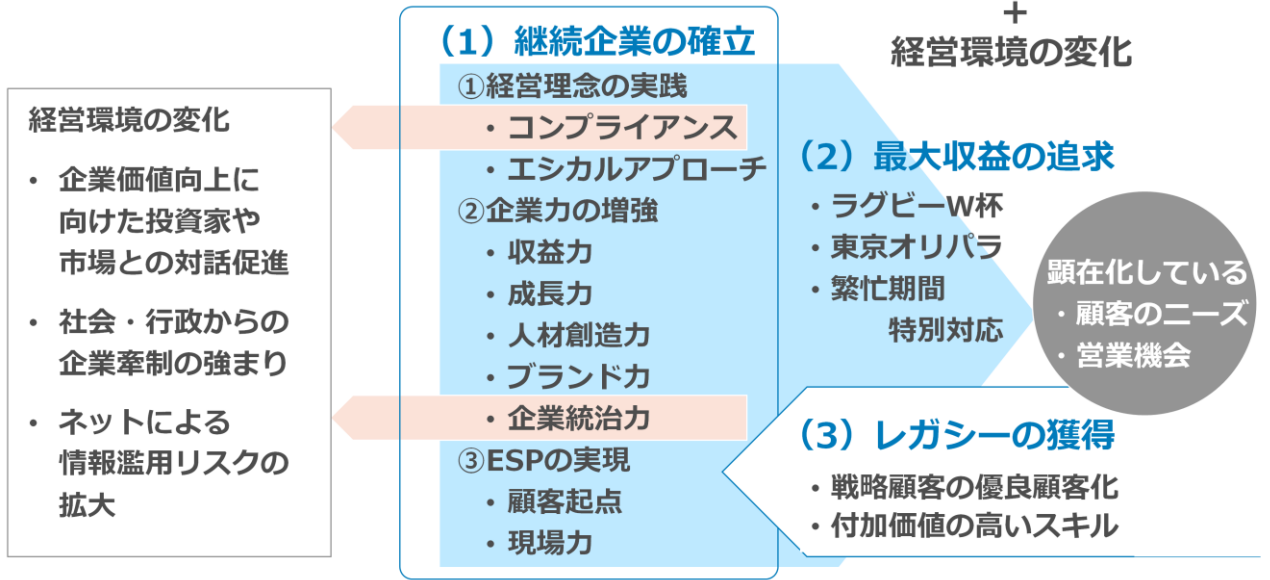 経営環境の変化
・ 企業価値向上に
向けた投資家や
市場との対話促進
・ 社会・行政からの
企業牽制の強まり
・ ネットによる
情報濫用リスクの
拡大
（1）継続企業の確立
①経営理念の実践
・コンプライアンス
・エシカルアプローチ
②企業力の増強
・収益力
・成長力
・人材創造力
・ブランド力
・企業統治力
③ESPの実現
・顧客起点
・現場力
+
経営環境の変化
（2）最大収益の追求
・ラグビーW杯
・東京オリパラ
・繁忙期間
特別対応
顕在化している
・顧客のニーズ
・営業機会
（3）レガシーの獲得
・戦略顧客の優良顧客化
・付加価値の高いスキル